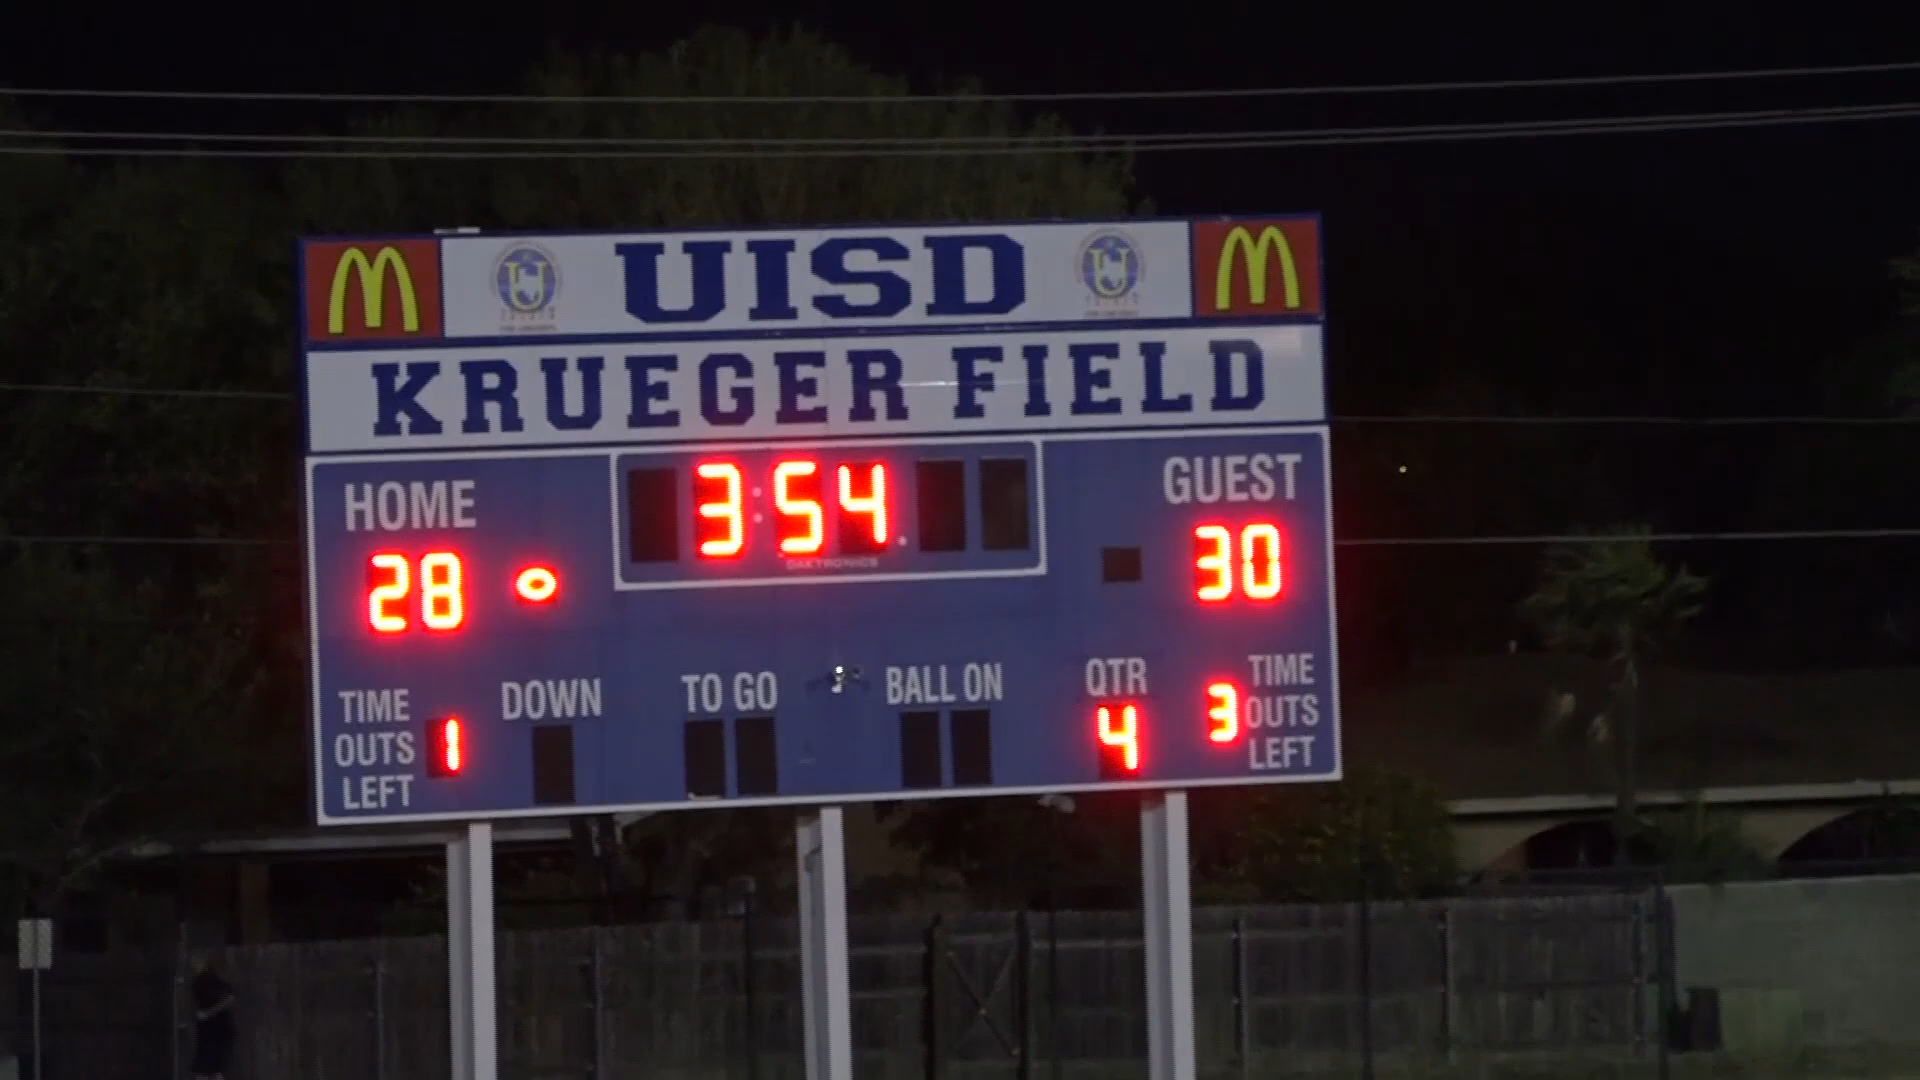 UISD
KRUEGER FIELD
HOME
3:54
GUEST
28
30
DAKTRONICS
TIME OUTS LEFT
1
DOWN
TO GO
BALL ON
QTR
4
3
TIME OUTS LEFT